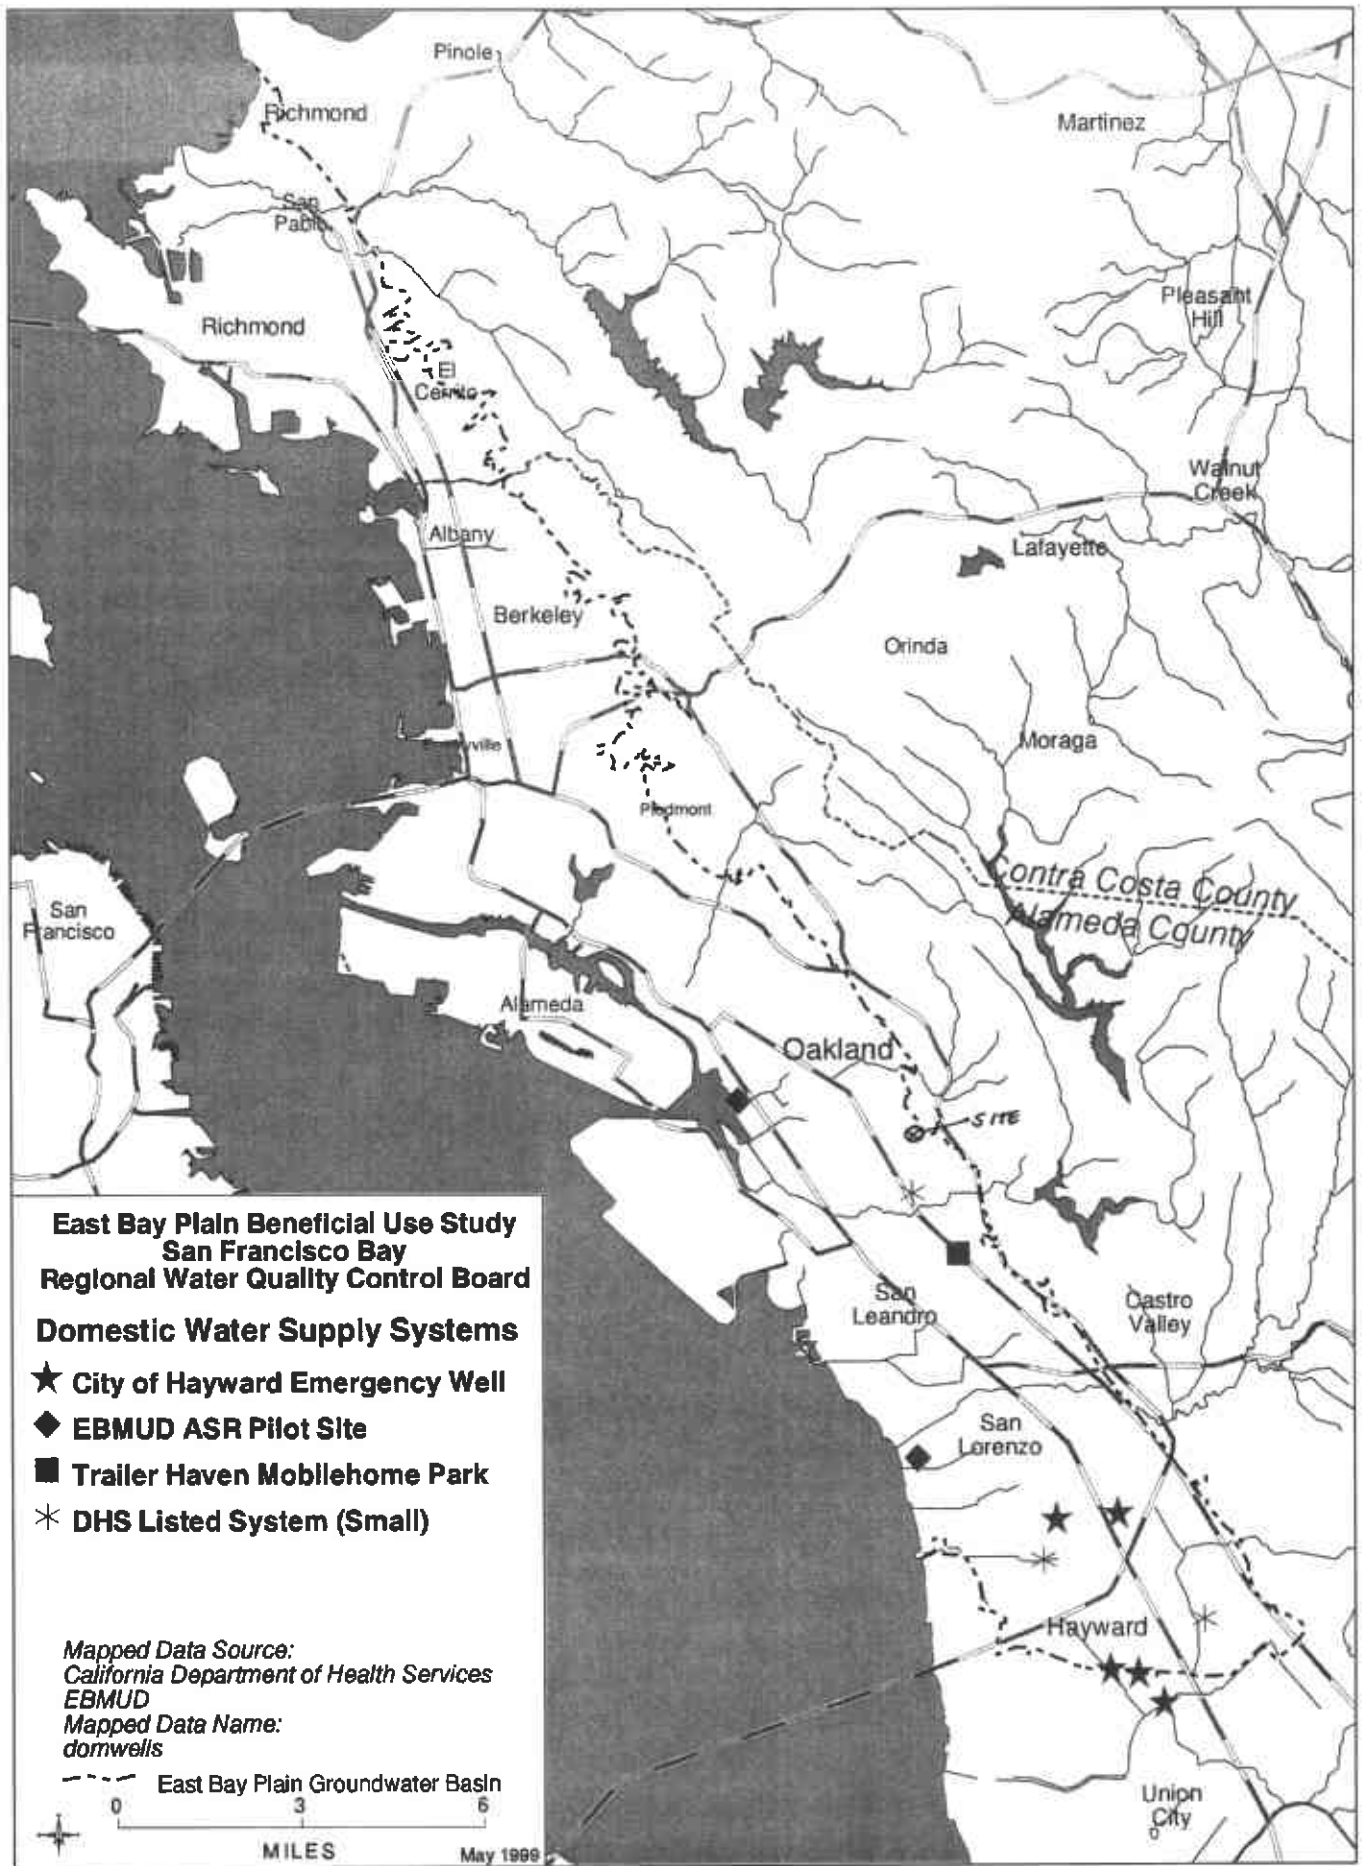 Pinole
Richmond
Martinez
San
Pablo
Pleasant
Hill
Richmond
El
Cerrito
Walnut
Creek
Albany
Lafayette
Berkeley
Orinda
Moraga
Piedmont
Contra Costa County
Alameda County
San
Francisco
Alameda
Oakland
SITE
San
Leandro
Castro
Valley
San
Lorenzo
Hayward
Union
City
East Bay Plain Beneficial Use Study
San Francisco Bay
Regional Water Quality Control Board
Domestic Water Supply Systems
City of Hayward Emergency Well
EBMUD ASR Pilot Site
Trailer Haven Mobilehome Park
DHS Listed System (Small)
Mapped Data Source:
California Department of Health Services
EBMUD
Mapped Data Name:
domwells
East Bay Plain Groundwater Basin
0 3 6
MILES
May 1999